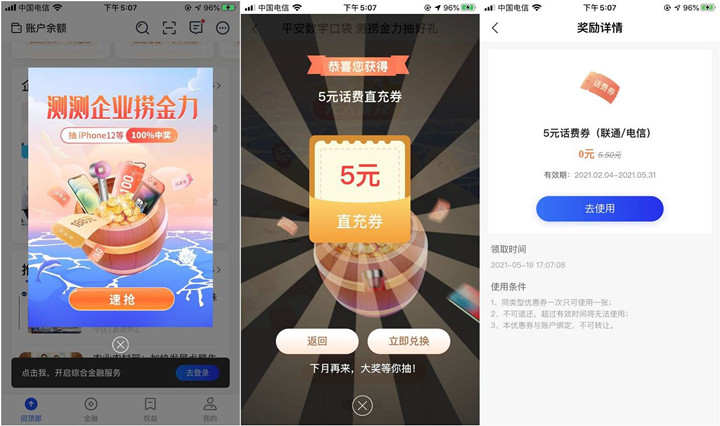 中国电信
下午5:07
96%
账户余额
企
测测企业捞金力
抽 iPhone12等 100%中奖
100
速 抢
推
点击我，开启综合金融服务
去登录
回顶部
金融
权益
我的
中国电信
下午5:07
96%
平安数字口袋 测捞金力抽好礼
恭喜您获得
5元话费直充券
5元
直充券
返回
立即兑换
下月再来，大奖等你抽！
中国电信
下午5:07
96%
奖励详情
话费券
5元话费券（联通/电信）
0元 5.50元
有效期：2021.02.04-2021.05.31
去使用
领取时间
2021-05-19 17:07:08
使用条件
1、同类型优惠券一次只可使用一张；
2、不可退还，超过有效时间将无法使用；
3、本优惠券与账户绑定，不可转让。